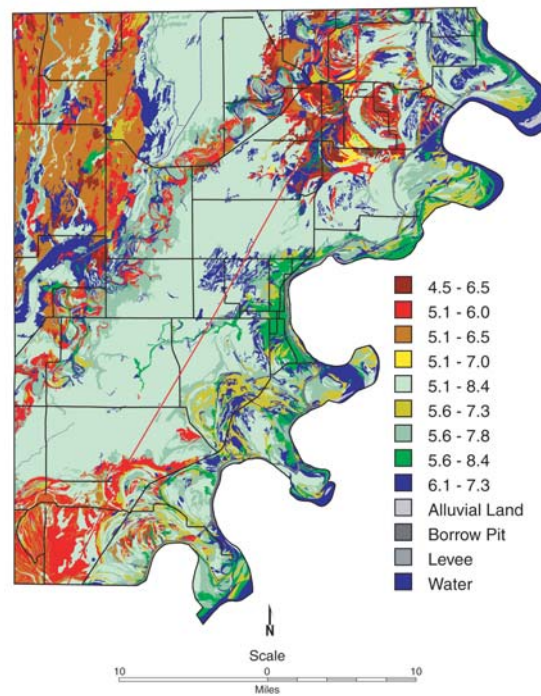 4.5 - 6.5
5.1 - 6.0
5.1 - 6.5
5.1 - 7.0
5.1 - 8.4
5.6 - 7.3
5.6 - 7.8
5.6 - 8.4
6.1 - 7.3
Alluvial Land
Borrow Pit
Levee
Water
N
Scale
10 0 10
Miles